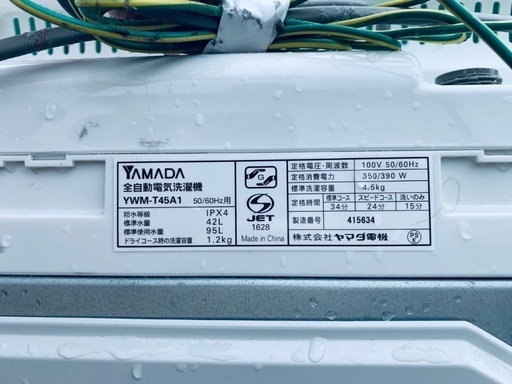 YAMADA
全自動電気洗濯機
YWM-T45A1 50/60Hz用
防水等級 IPX4
標準水量 42L
標準使用水量 95L
ドライコース時の洗濯容量 1.2kg
G
JET
1628
Made in China
定格電圧・周波数 100V 50/60Hz
定格消費電力 350/390 W
標準洗濯容量 4.5kg
定格時間 標準コース スピードコース 洗いのみ
34分 24分 15分
製造番号 415634
株式会社 ヤマダ電機
PS
E